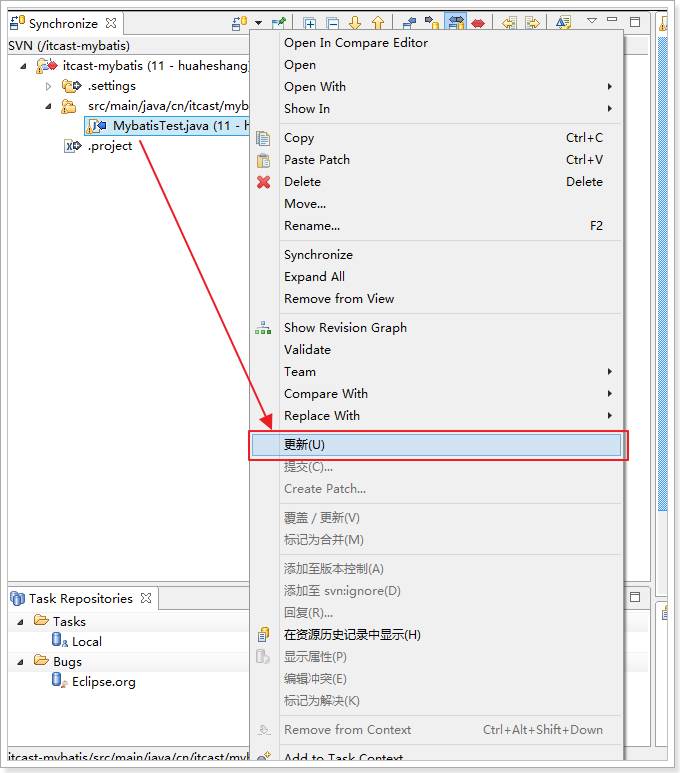 Synchronize
SVN (/itcast-mybatis)
itcast-mybatis (11 - huaheshang)
.settings
src/main/java/cn/itcast/myb
MybatisTest.java (11 - h
.project
Open In Compare Editor
Open
Open With
Show In
Copy Ctrl+C
Paste Patch Ctrl+V
Delete Delete
Move...
Rename... F2
Synchronize
Expand All
Remove from View
Show Revision Graph
Validate
Team
Compare With
Replace With
更新(U)
提交(C)...
Create Patch...
覆盖 / 更新(V)
标记为合并(M)
添加至版本控制(A)
添加至 svn:ignore(D)
回复(R)...
在资源历史记录中显示(H)
显示属性(P)
编辑冲突(E)
标记为解决(K)
Remove from Context Ctrl+Alt+Shift+Down
Add to Task Context
Task Repositories
Tasks
Local
Bugs
Eclipse.org
itcast-mybatis/src/main/java/cn/itcast/my